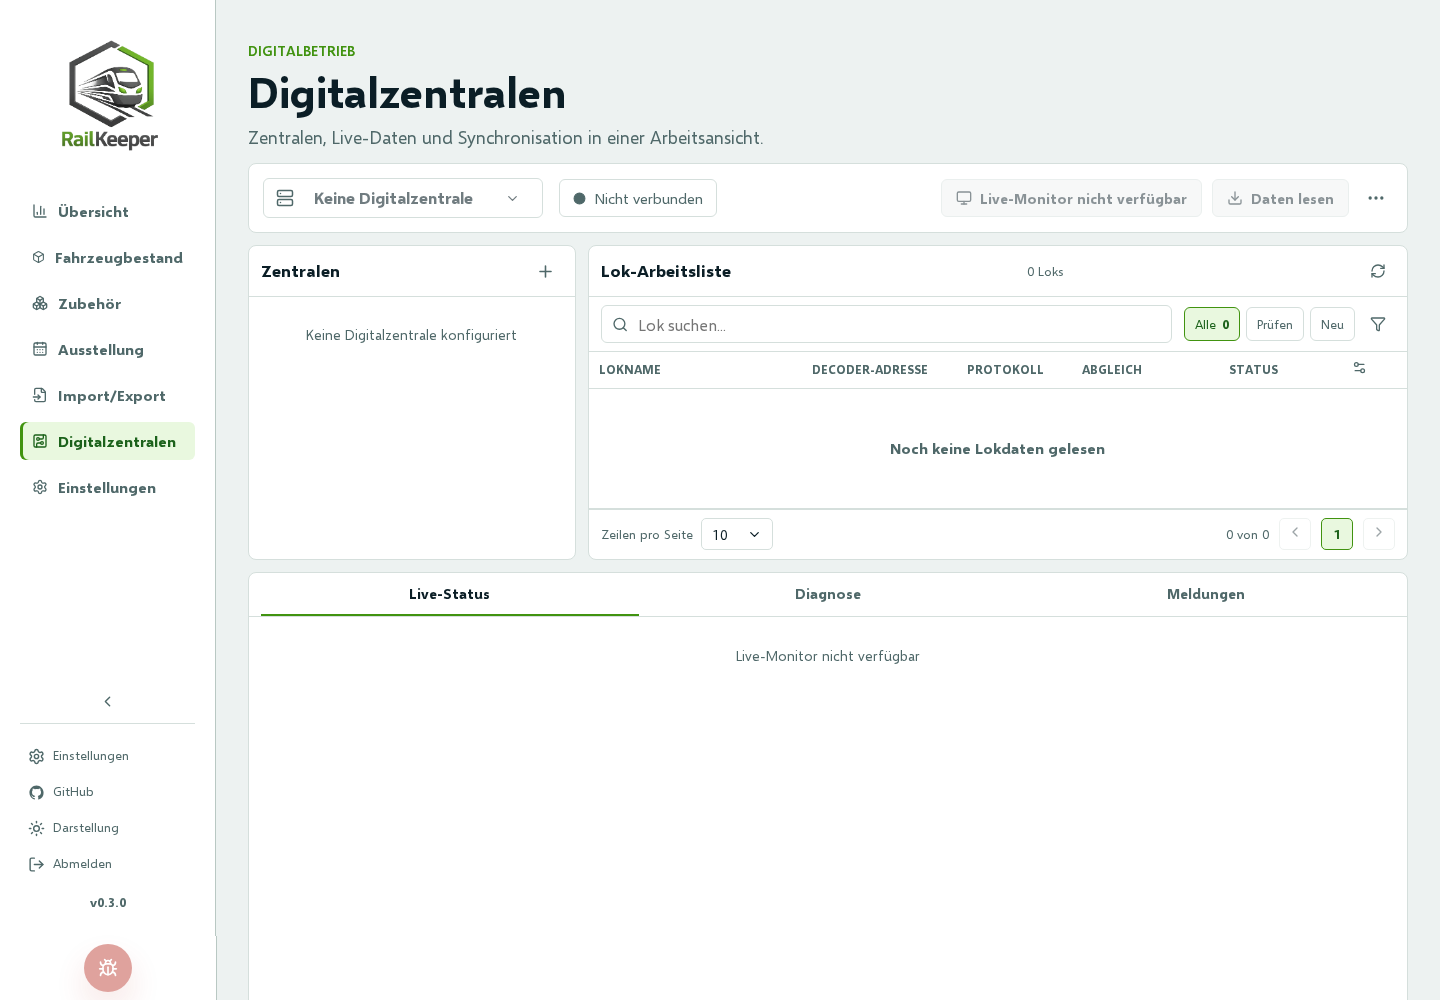 RailKeeper
Übersicht
Fahrzeugbestand
Zubehör
Ausstellung
Import/Export
Digitalzentralen
Einstellungen
Einstellungen
GitHub
Darstellung
Abmelden
v0.3.0
DIGITALBETRIEB
Digitalzentralen
Zentralen, Live-Daten und Synchronisation in einer Arbeitsansicht.
Keine Digitalzentrale
Nicht verbunden
Live-Monitor nicht verfügbar
Daten lesen
Zentralen
Keine Digitalzentrale konfiguriert
Lok-Arbeitsliste
0 Loks
Lok suchen...
Alle 0
Prüfen
Neu
LOKNAME DECODER-ADRESSE PROTOKOLL ABGLEICH STATUS
Noch keine Lokdaten gelesen
Zeilen pro Seite 10
0 von 0
1
Live-Status
Diagnose
Meldungen
Live-Monitor nicht verfügbar